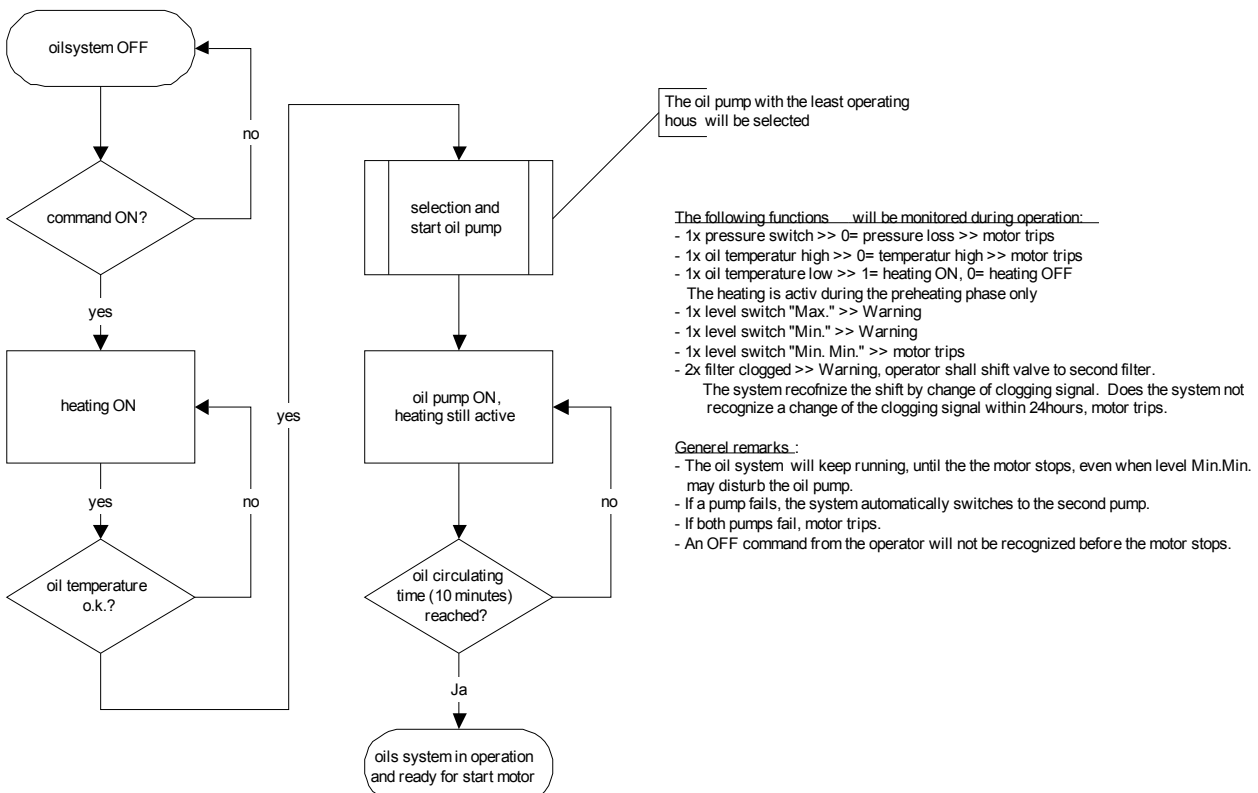 oilsystem OFF
no
command ON?
yes
heating ON
yes
no
oil temperature
o.k.?
yes
selection and
start oil pump
The oil pump with the least operating
hous will be selected
oil pump ON,
heating still active
no
oil circulating
time (10 minutes)
reached?
Ja
oils system in operation
and ready for start motor
The following functions will be monitored during operation:
- 1x pressure switch >> 0= pressure loss >> motor trips
- 1x oil temperatur high >> 0= temperatur high >> motor trips
- 1x oil temperature low >> 1= heating ON, 0= heating OFF
The heating is activ during the preheating phase only
- 1x level switch "Max." >> Warning
- 1x level switch "Min." >> Warning
- 1x level switch "Min. Min." >> motor trips
- 2x filter clogged >> Warning, operator shall shift valve to second filter.
The system recofnize the shift by change of clogging signal. Does the system not
recognize a change of the clogging signal within 24hours, motor trips.
Generel remarks :
- The oil system will keep running, until the the motor stops, even when level Min.Min.
may disturb the oil pump.
- If a pump fails, the system automatically switches to the second pump.
- If both pumps fail, motor trips.
- An OFF command from the operator will not be recognized before the motor stops.